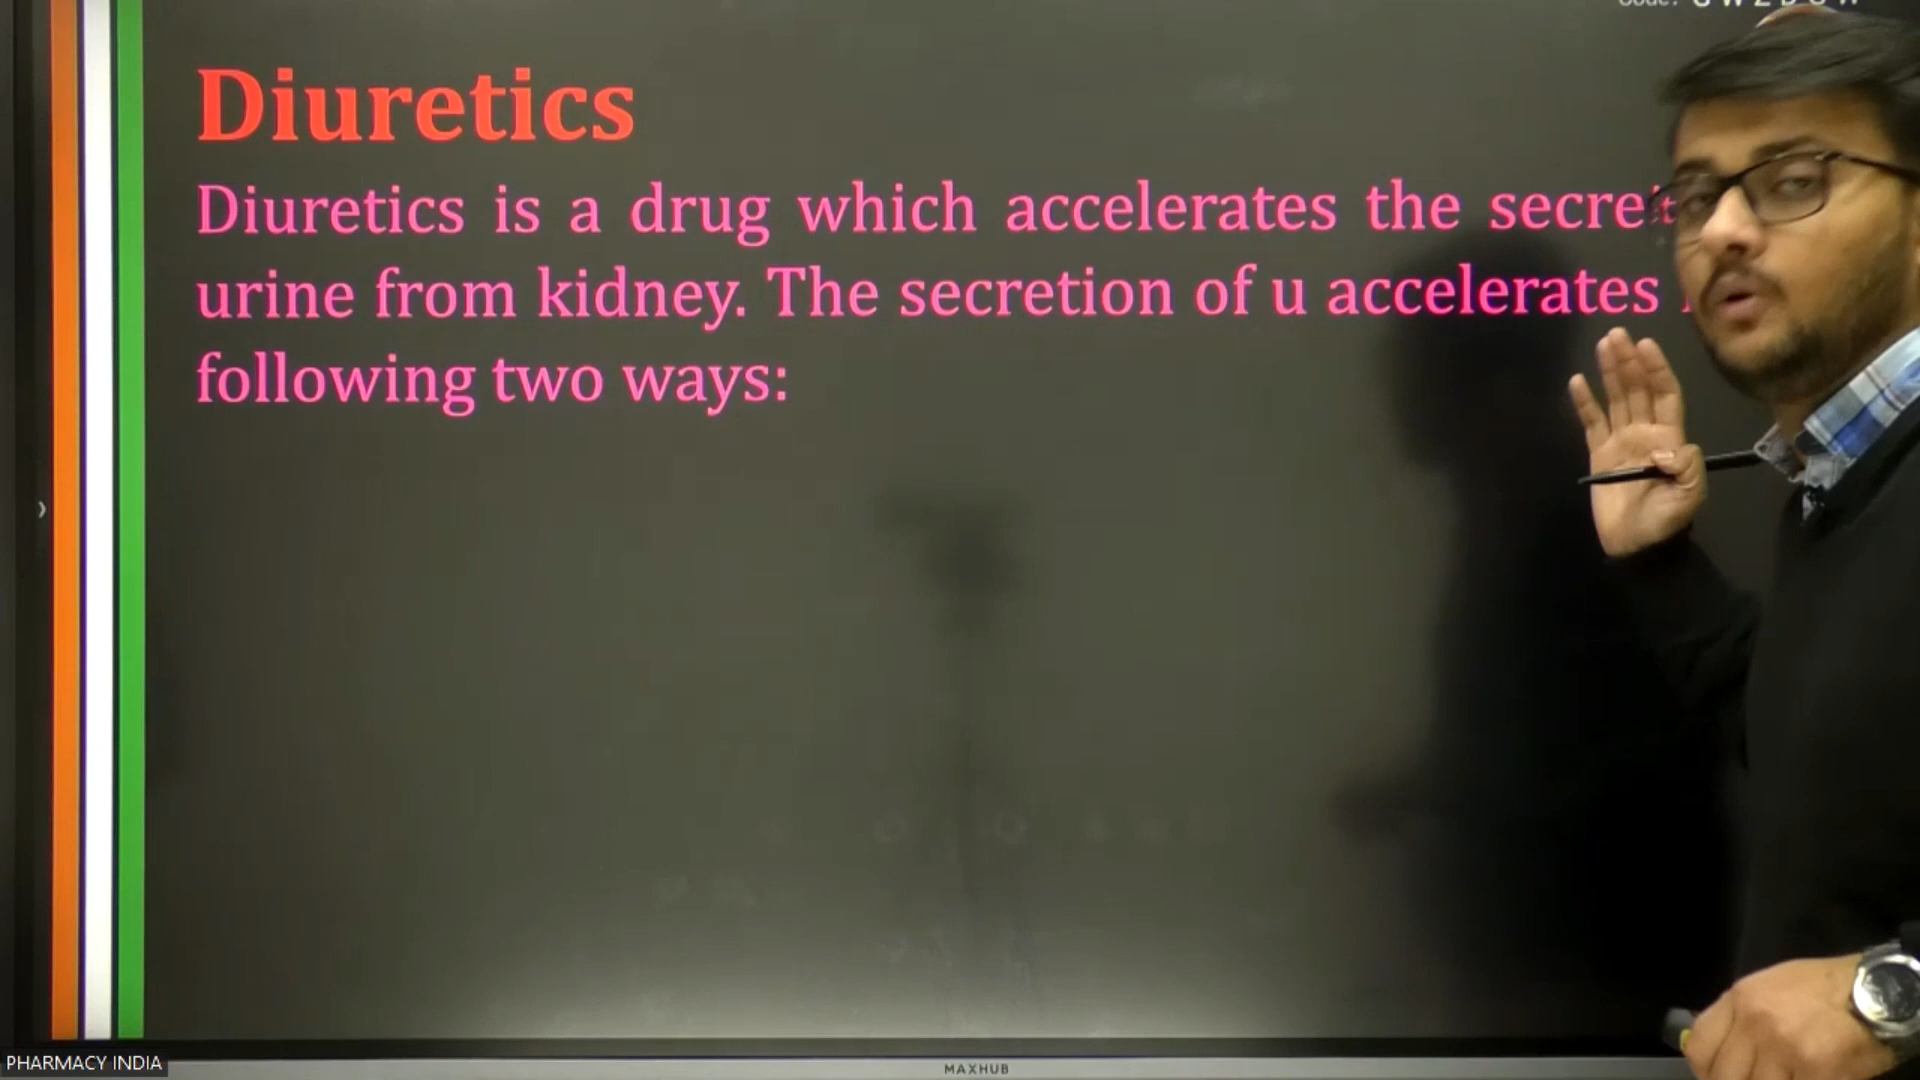 Diuretics
Diuretics is a drug which accelerates the
urine from kidney. The secretion of u accelerates
following two ways:
PHARMACY INDIA
MAXHUB